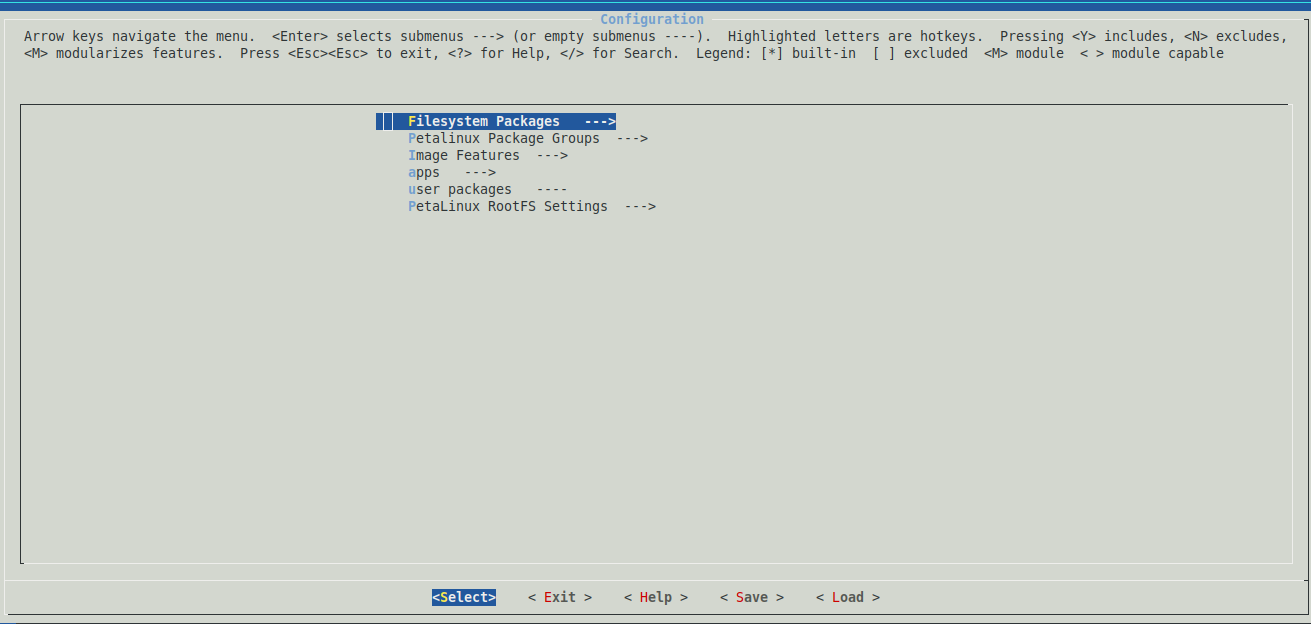 Configuration
Arrow keys navigate the menu.  <Enter> selects submenus ---> (or empty submenus ----).  Highlighted letters are hotkeys.  Pressing <Y> includes, <N> excludes,
<M> modularizes features.  Press <Esc><Esc> to exit, <?> for Help, </> for Search.  Legend: [*] built-in  [ ] excluded  <M> module  < > module capable
Filesystem Packages   --->
Petalinux Package Groups  --->
Image Features  --->
apps   --->
user packages   ----
PetaLinux RootFS Settings  --->
<Select>    < Exit >    < Help >    < Save >    < Load >